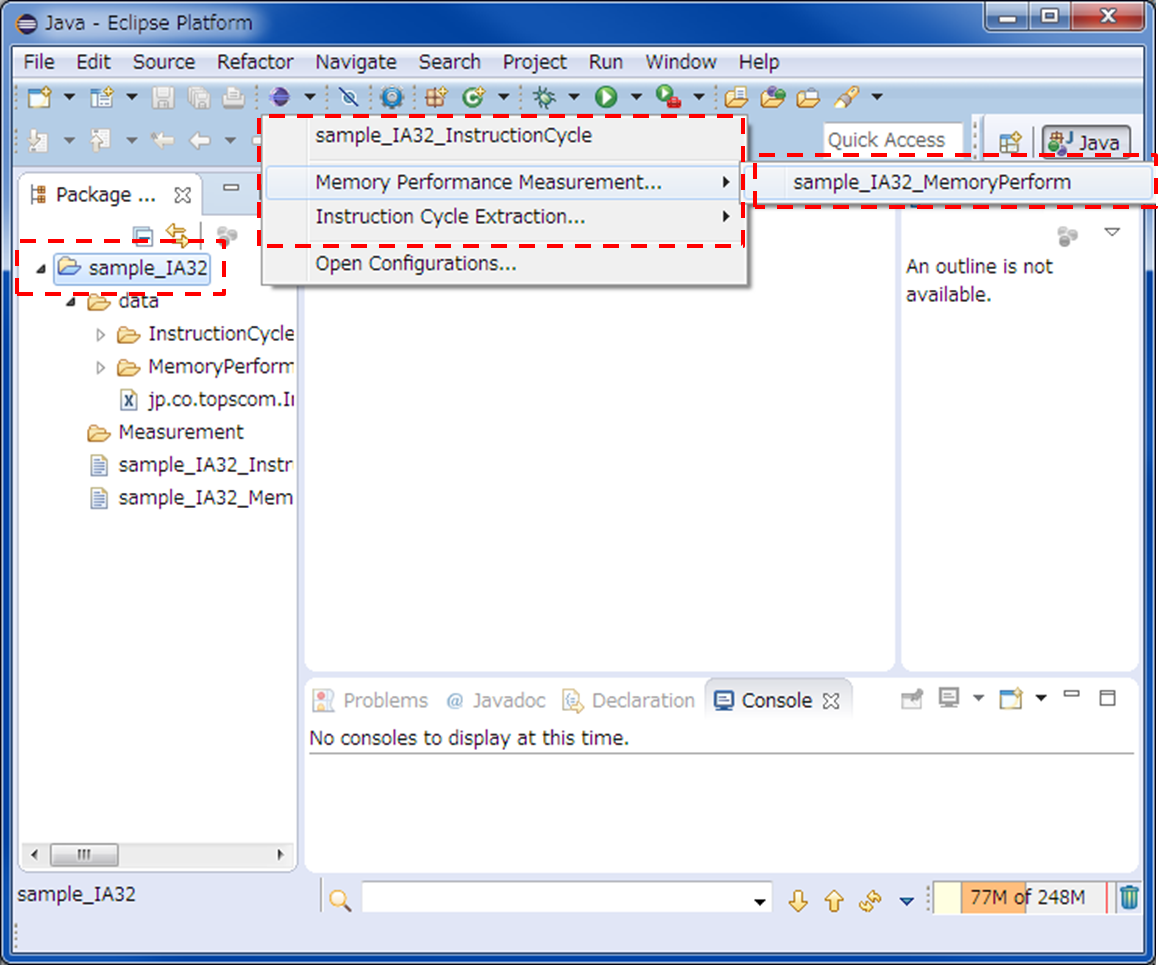 Java - Eclipse Platform
File Edit Source Refactor Navigate Search Project Run Window Help
Quick Access
Java
sample_IA32_InstructionCycle
Memory Performance Measurement...
Instruction Cycle Extraction...
Open Configurations...
sample_IA32_MemoryPerform
Package ...
sample_IA32
data
InstructionCycle
MemoryPerform
jp.co.topscom.In
Measurement
sample_IA32_Instr
sample_IA32_Mem
An outline is not
available.
Problems @ Javadoc Declaration Console
No consoles to display at this time.
sample_IA32
77M of 248M